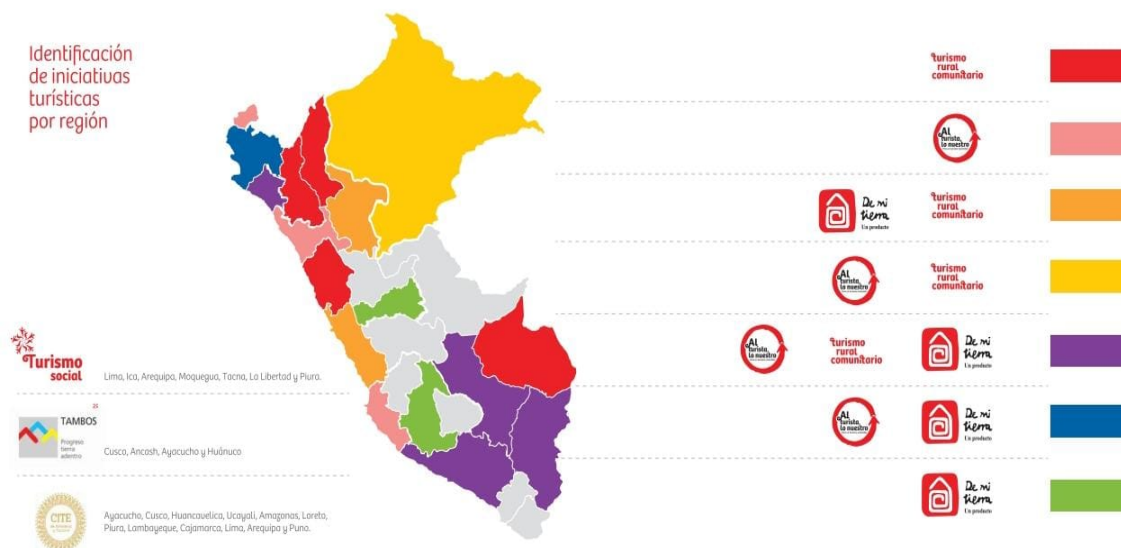 Identificación
de iniciativas
turísticas
por región
turismo
rural
comunitario
Al
turista,
lo nuestro
De mi
tierra
Un producto
turismo
rural
comunitario
Al
turista,
lo nuestro
turismo
rural
comunitario
Al
turista,
lo nuestro
turismo
rural
comunitario
De mi
tierra
Un producto
Al
turista,
lo nuestro
De mi
tierra
Un producto
De mi
tierra
Un producto
Turismo
social
Lima, Ica, Arequipa, Moquegua, Tacna, La Libertad y Piura.
25
TAMBOS
Progreso
tierra
adentro
Cusco, Ancash, Ayacucho y Huánuco
CITE
Ayacucho, Cusco, Huancavelica, Ucayali, Amazonas, Loreto,
Piura, Lambayeque, Cajamarca, Lima, Arequipa y Puno.